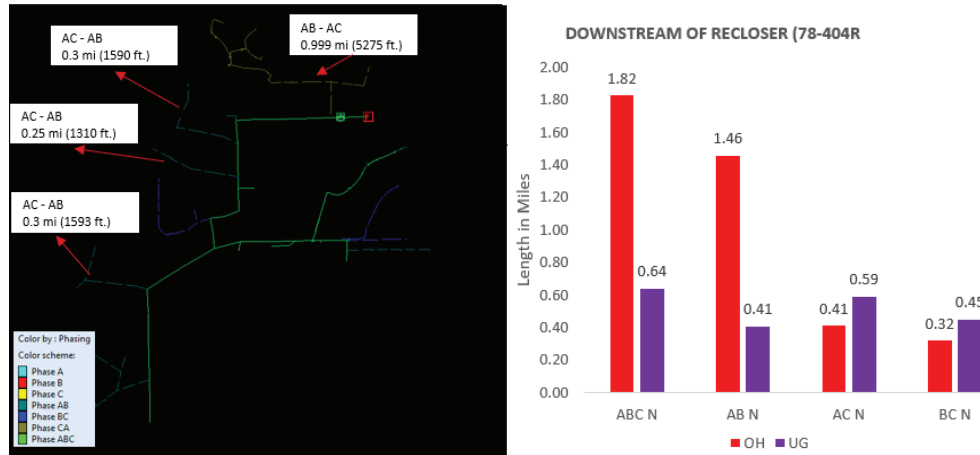 AC - AB
0.3 mi (1590 ft.)
AB - AC
0.999 mi (5275 ft.)
AC - AB
0.25 mi (1310 ft.)
AC - AB
0.3 mi (1593 ft.)
Color by : Phasing
Color scheme:
Phase A
Phase B
Phase C
Phase AB
Phase BC
Phase CA
Phase ABC
DOWNSTREAM OF RECLOSER (78-404R
Length in Miles
2.00
1.80
1.60
1.40
1.20
1.00
0.80
0.60
0.40
0.20
0.00
1.82
0.64
1.46
0.41
0.41
0.59
0.32
0.45
ABC N
AB N
AC N
BC N
OH
UG